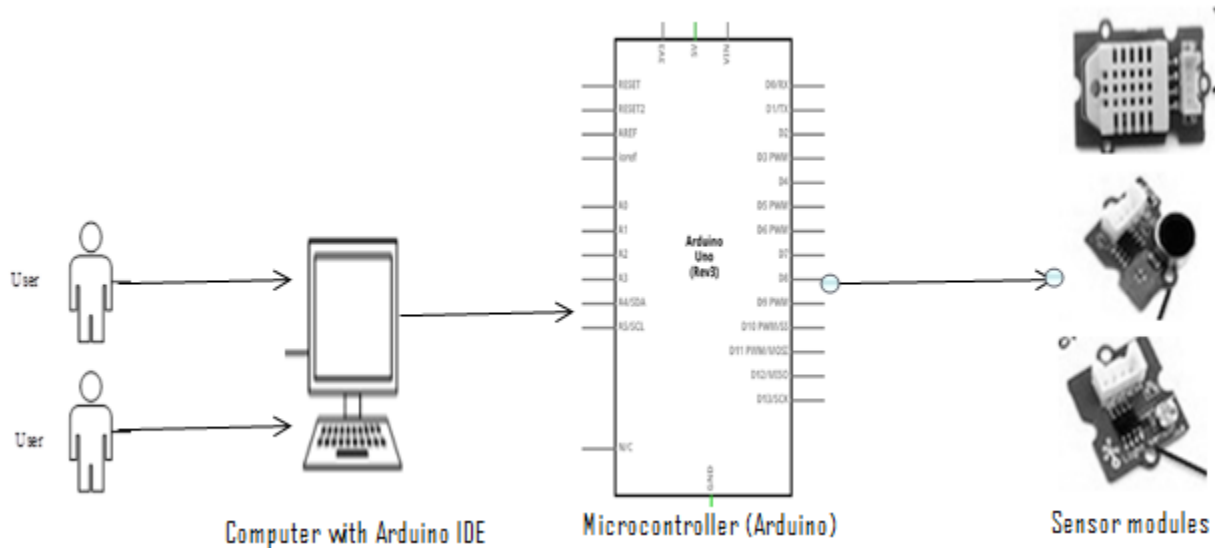 3V3
5V
VIN
RESET
RESET2
AREF
ioref
A0
A1
A2
A3
A4/SDA
A5/SCL
N/C
D0/RX
D1/TX
D2
D3 PWM
D4
D5 PWM
D6 PWM
D7
D8
D9 PWM
D10 PWM/SS
D11 PWM/MOSI
D12/MISO
D13/SCK
GND
Arduino
Uno
(Rev3)
User
User
Computer with Arduino IDE
Microcontroller (Arduino)
Sensor modules